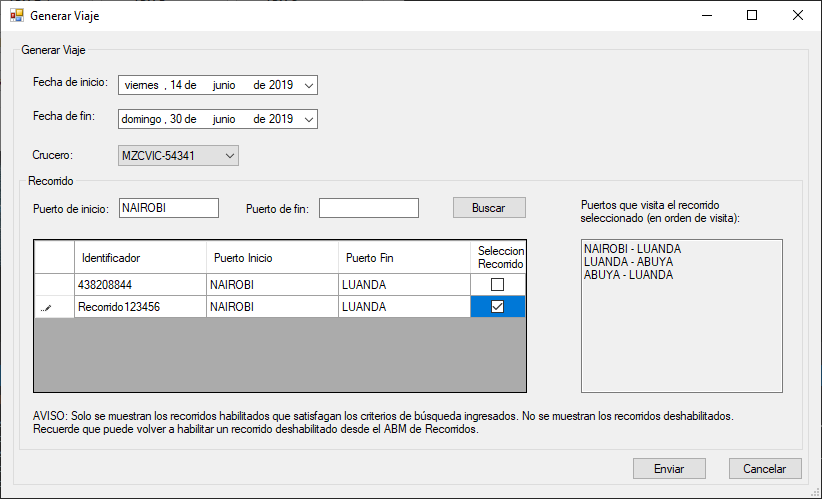 Generar Viaje
Generar Viaje
Fecha de inicio: viernes , 14 de junio de 2019
Fecha de fin: domingo , 30 de junio de 2019
Crucero: MZCVIC-54341
Recorrido
Puerto de inicio: NAIROBI Puerto de fin: Buscar
Puertos que visita el recorrido
seleccionado (en orden de visita):
Identificador Puerto Inicio Puerto Fin Seleccion
Recorrido
438208844 NAIROBI LUANDA
Recorrido123456 NAIROBI LUANDA
NAIROBI - LUANDA
LUANDA - ABUYA
ABUYA - LUANDA
AVISO: Solo se muestran los recorridos habilitados que satisfagan los criterios de búsqueda ingresados. No se muestran los recorridos deshabilitados.
Recuerde que puede volver a habilitar un recorrido deshabilitado desde el ABM de Recorridos.
Enviar Cancelar